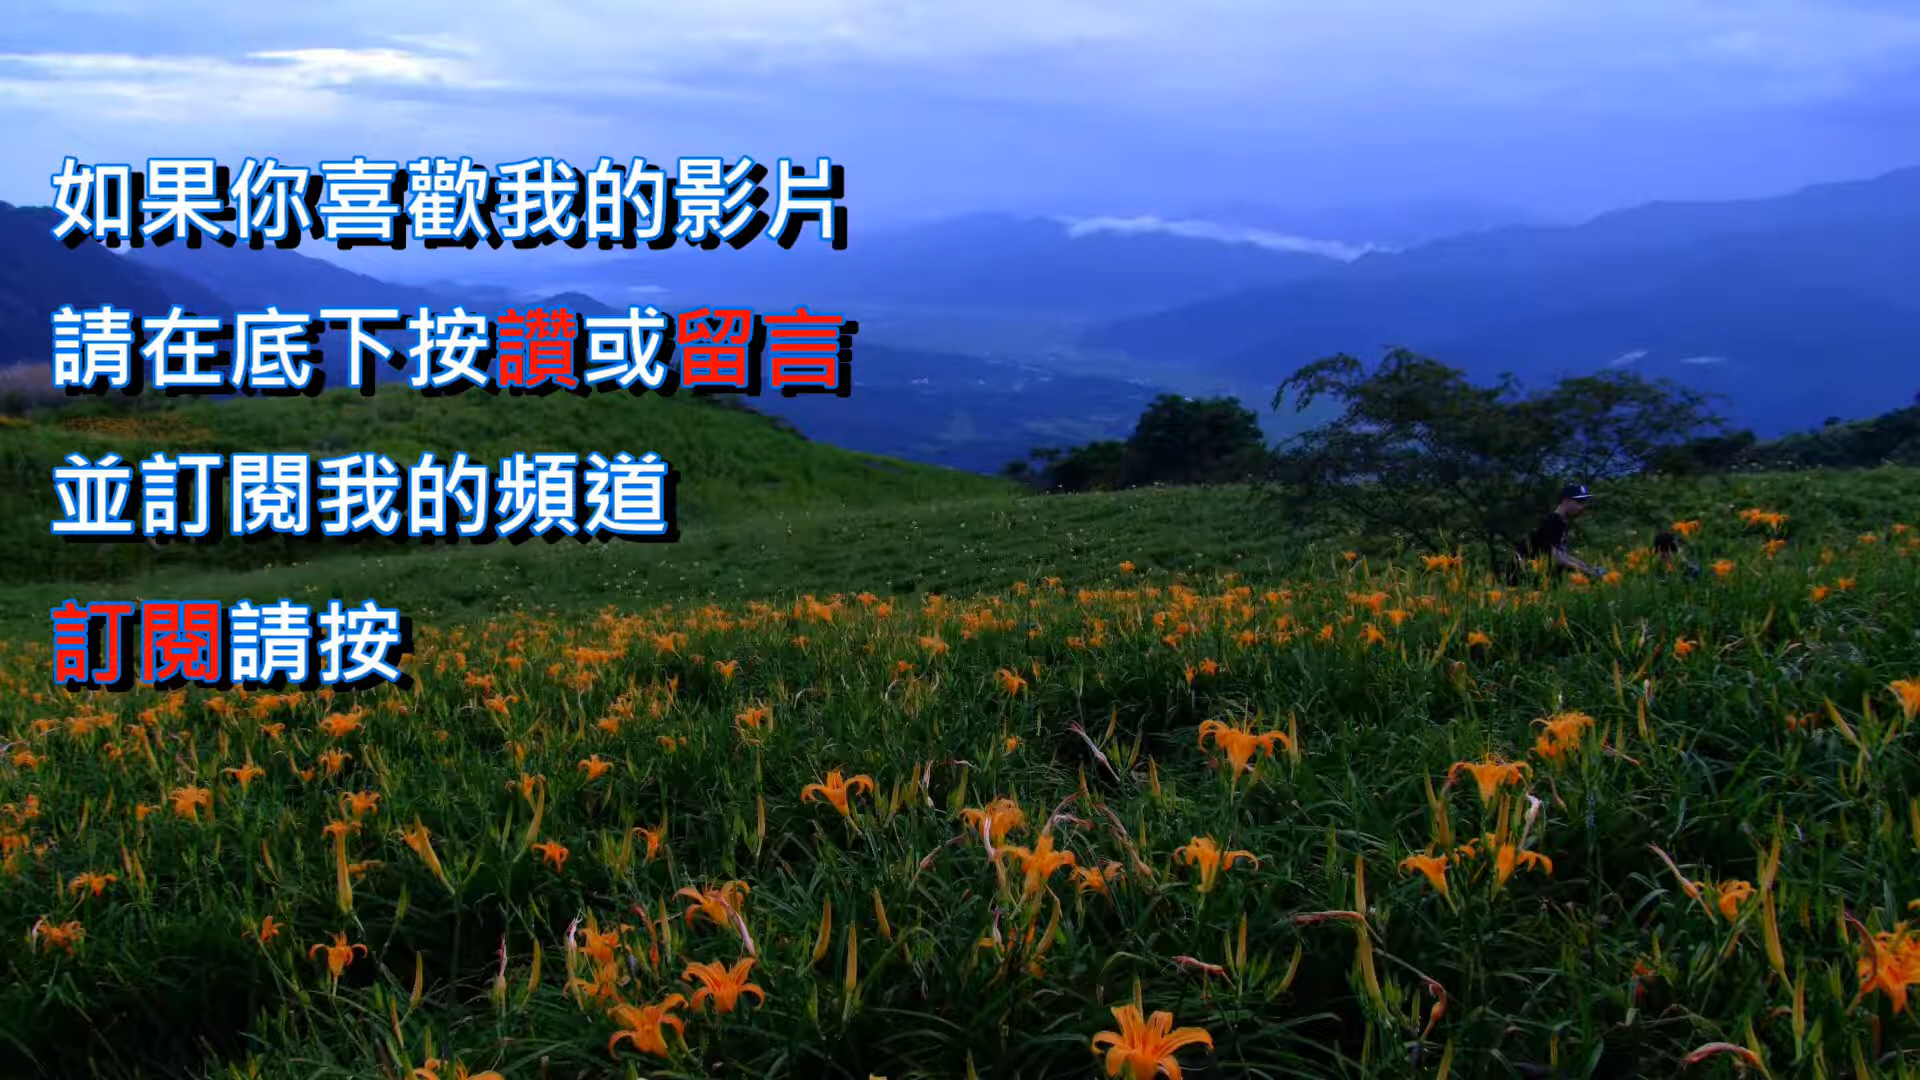 如果你喜歡我的影片
請在底下按讚或留言
並訂閱我的頻道
訂閱請按